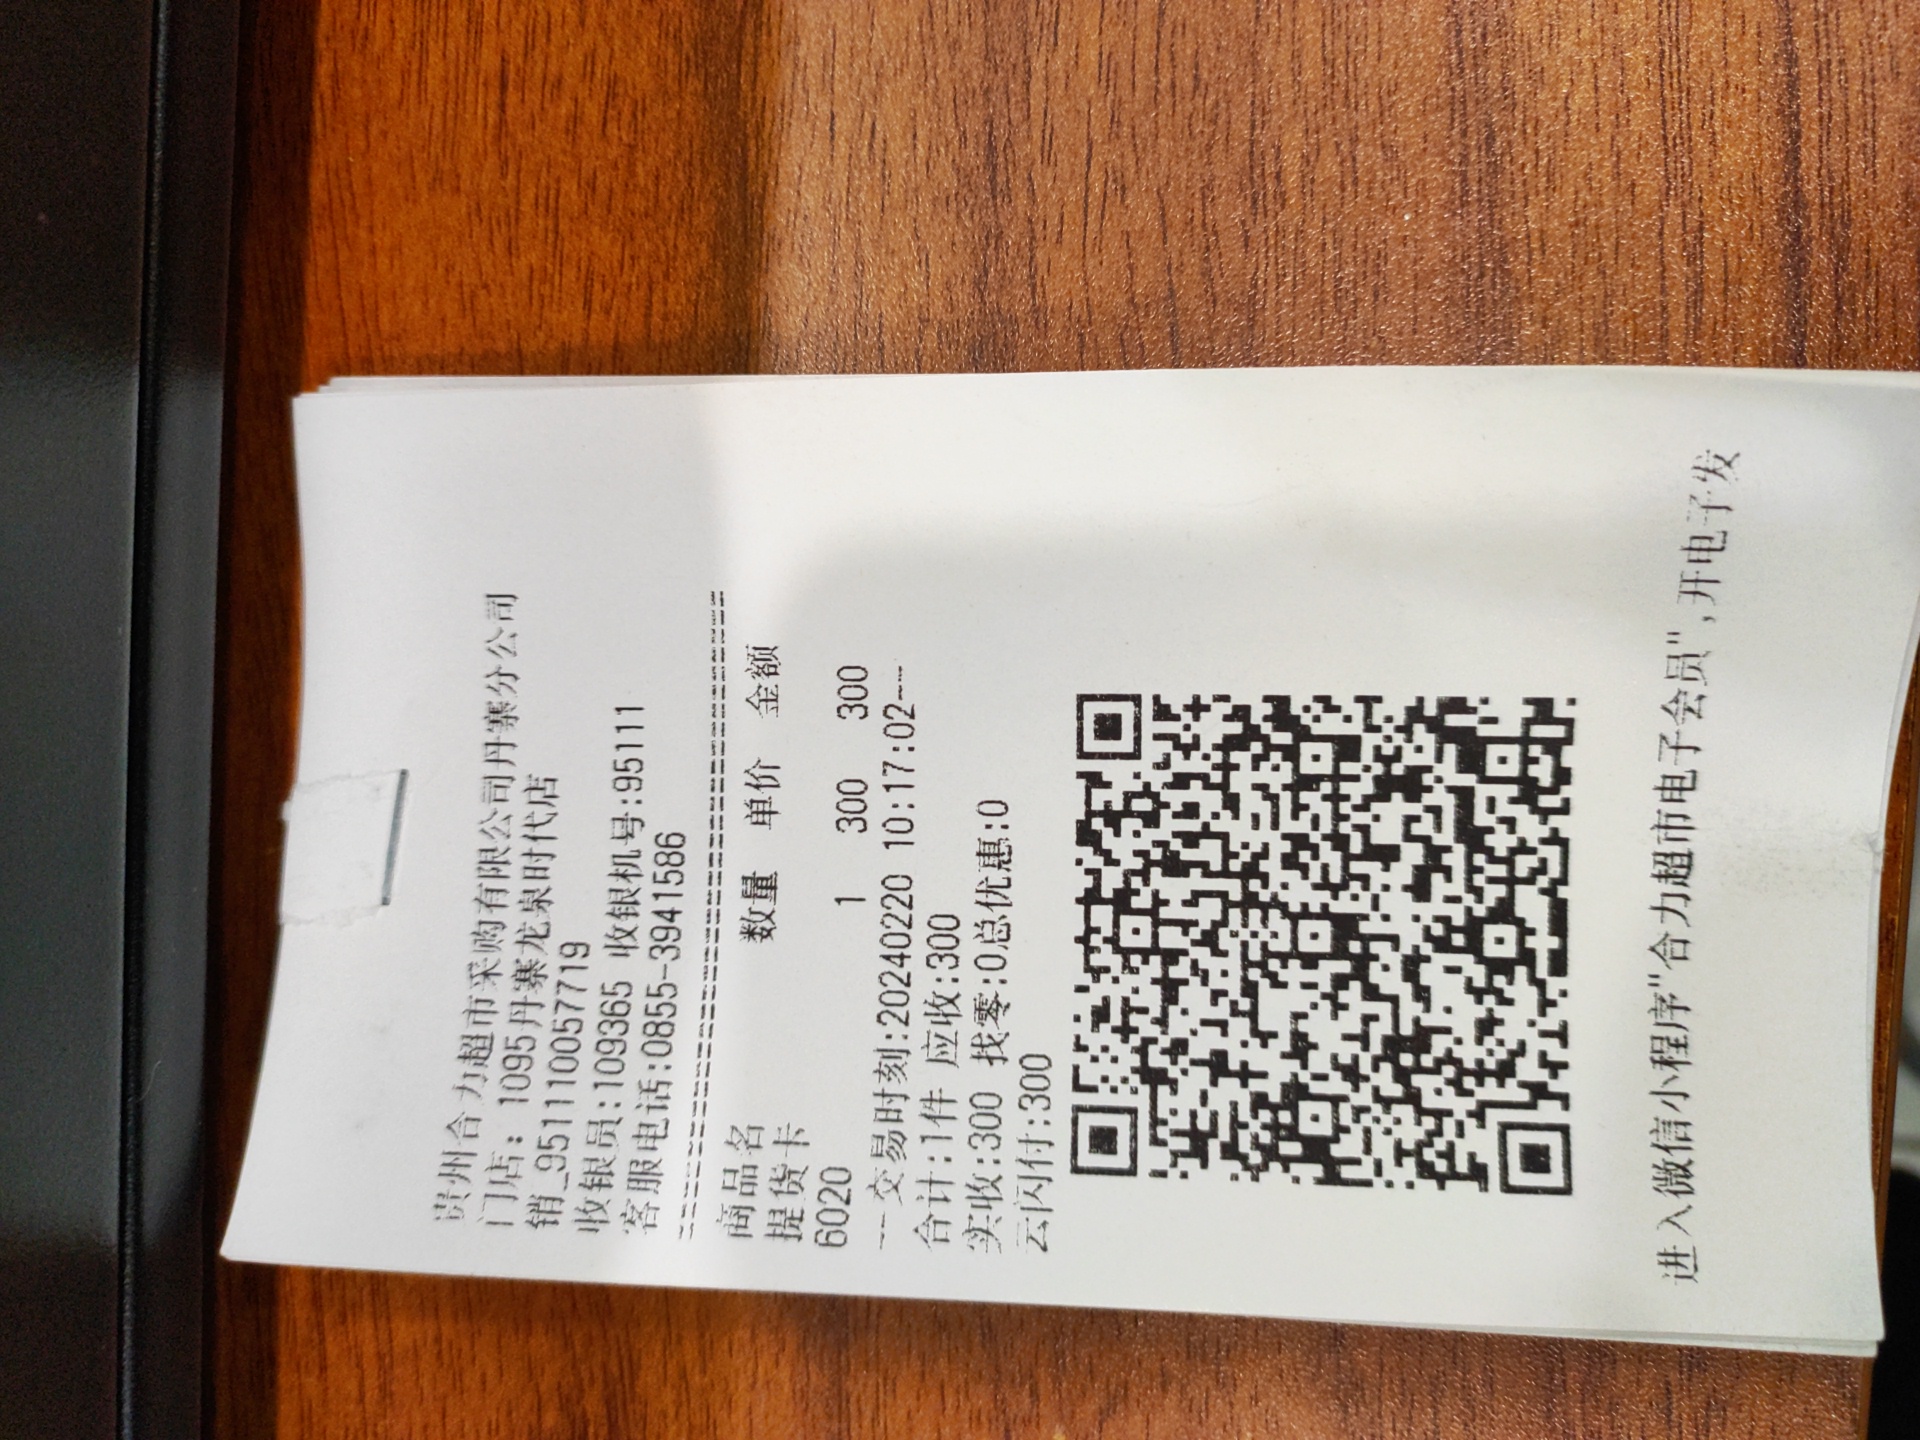 贵州合力超市采购有限公司丹寨分公司
门店: 1095丹寨龙泉时代店
销_951110057719
收银员:109365 收银机号:95111
客服电话:0855-3941586
商品名 数量 单价 金额
提货卡
6020 1 300 300
--交易时刻:20240220 10:17:02--
合计:1件 应收:300
实收:300 找零:0总优惠:0
云闪付:300
进入微信小程序"合力超市电子会员",开电子发